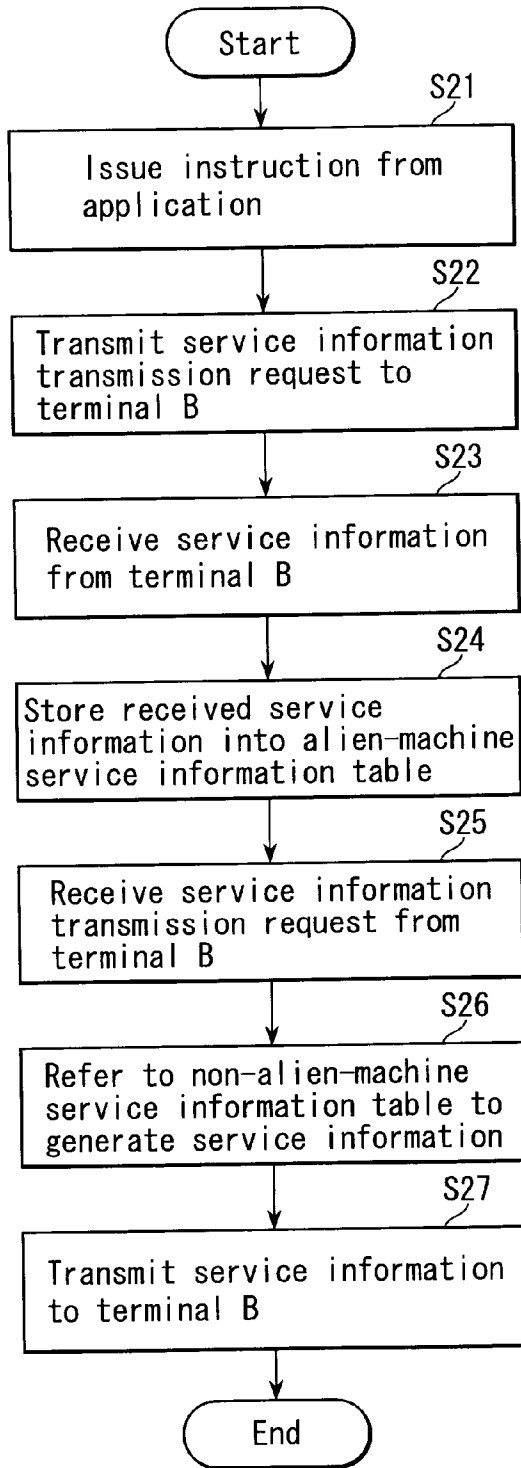 Start
S21
Issue instruction from
application
S22
Transmit service information
transmission request to
terminal B
S23
Receive service information
from terminal B
S24
Store received service
information into alien-machine
service information table
S25
Receive service information
transmission request from
terminal B
S26
Refer to non-alien-machine
service information table to
generate service information
S27
Transmit service information
to terminal B
End